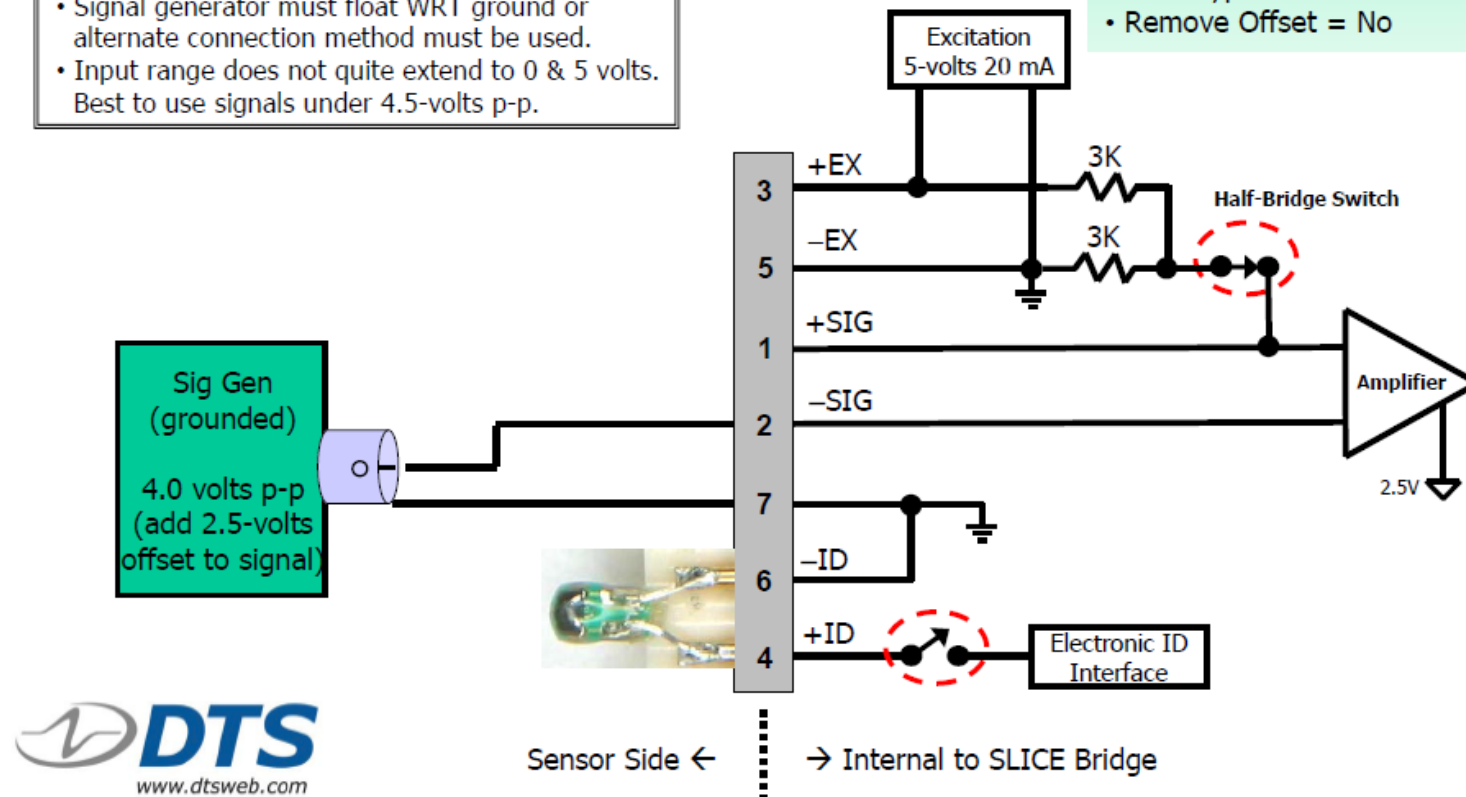 • Signal generator must float WRT ground or
alternate connection method must be used.
• Input range does not quite extend to 0 & 5 volts.
Best to use signals under 4.5-volts p-p.
• Remove Offset = No
Excitation
5-volts 20 mA
3
+EX
3K
Half-Bridge Switch
5
−EX
3K
1
+SIG
2
−SIG
Amplifier
2.5V
Sig Gen
(grounded)
4.0 volts p-p
(add 2.5-volts
offset to signal)
7
6
−ID
4
+ID
Electronic ID
Interface
DTS
www.dtsweb.com
Sensor Side ←
→ Internal to SLICE Bridge